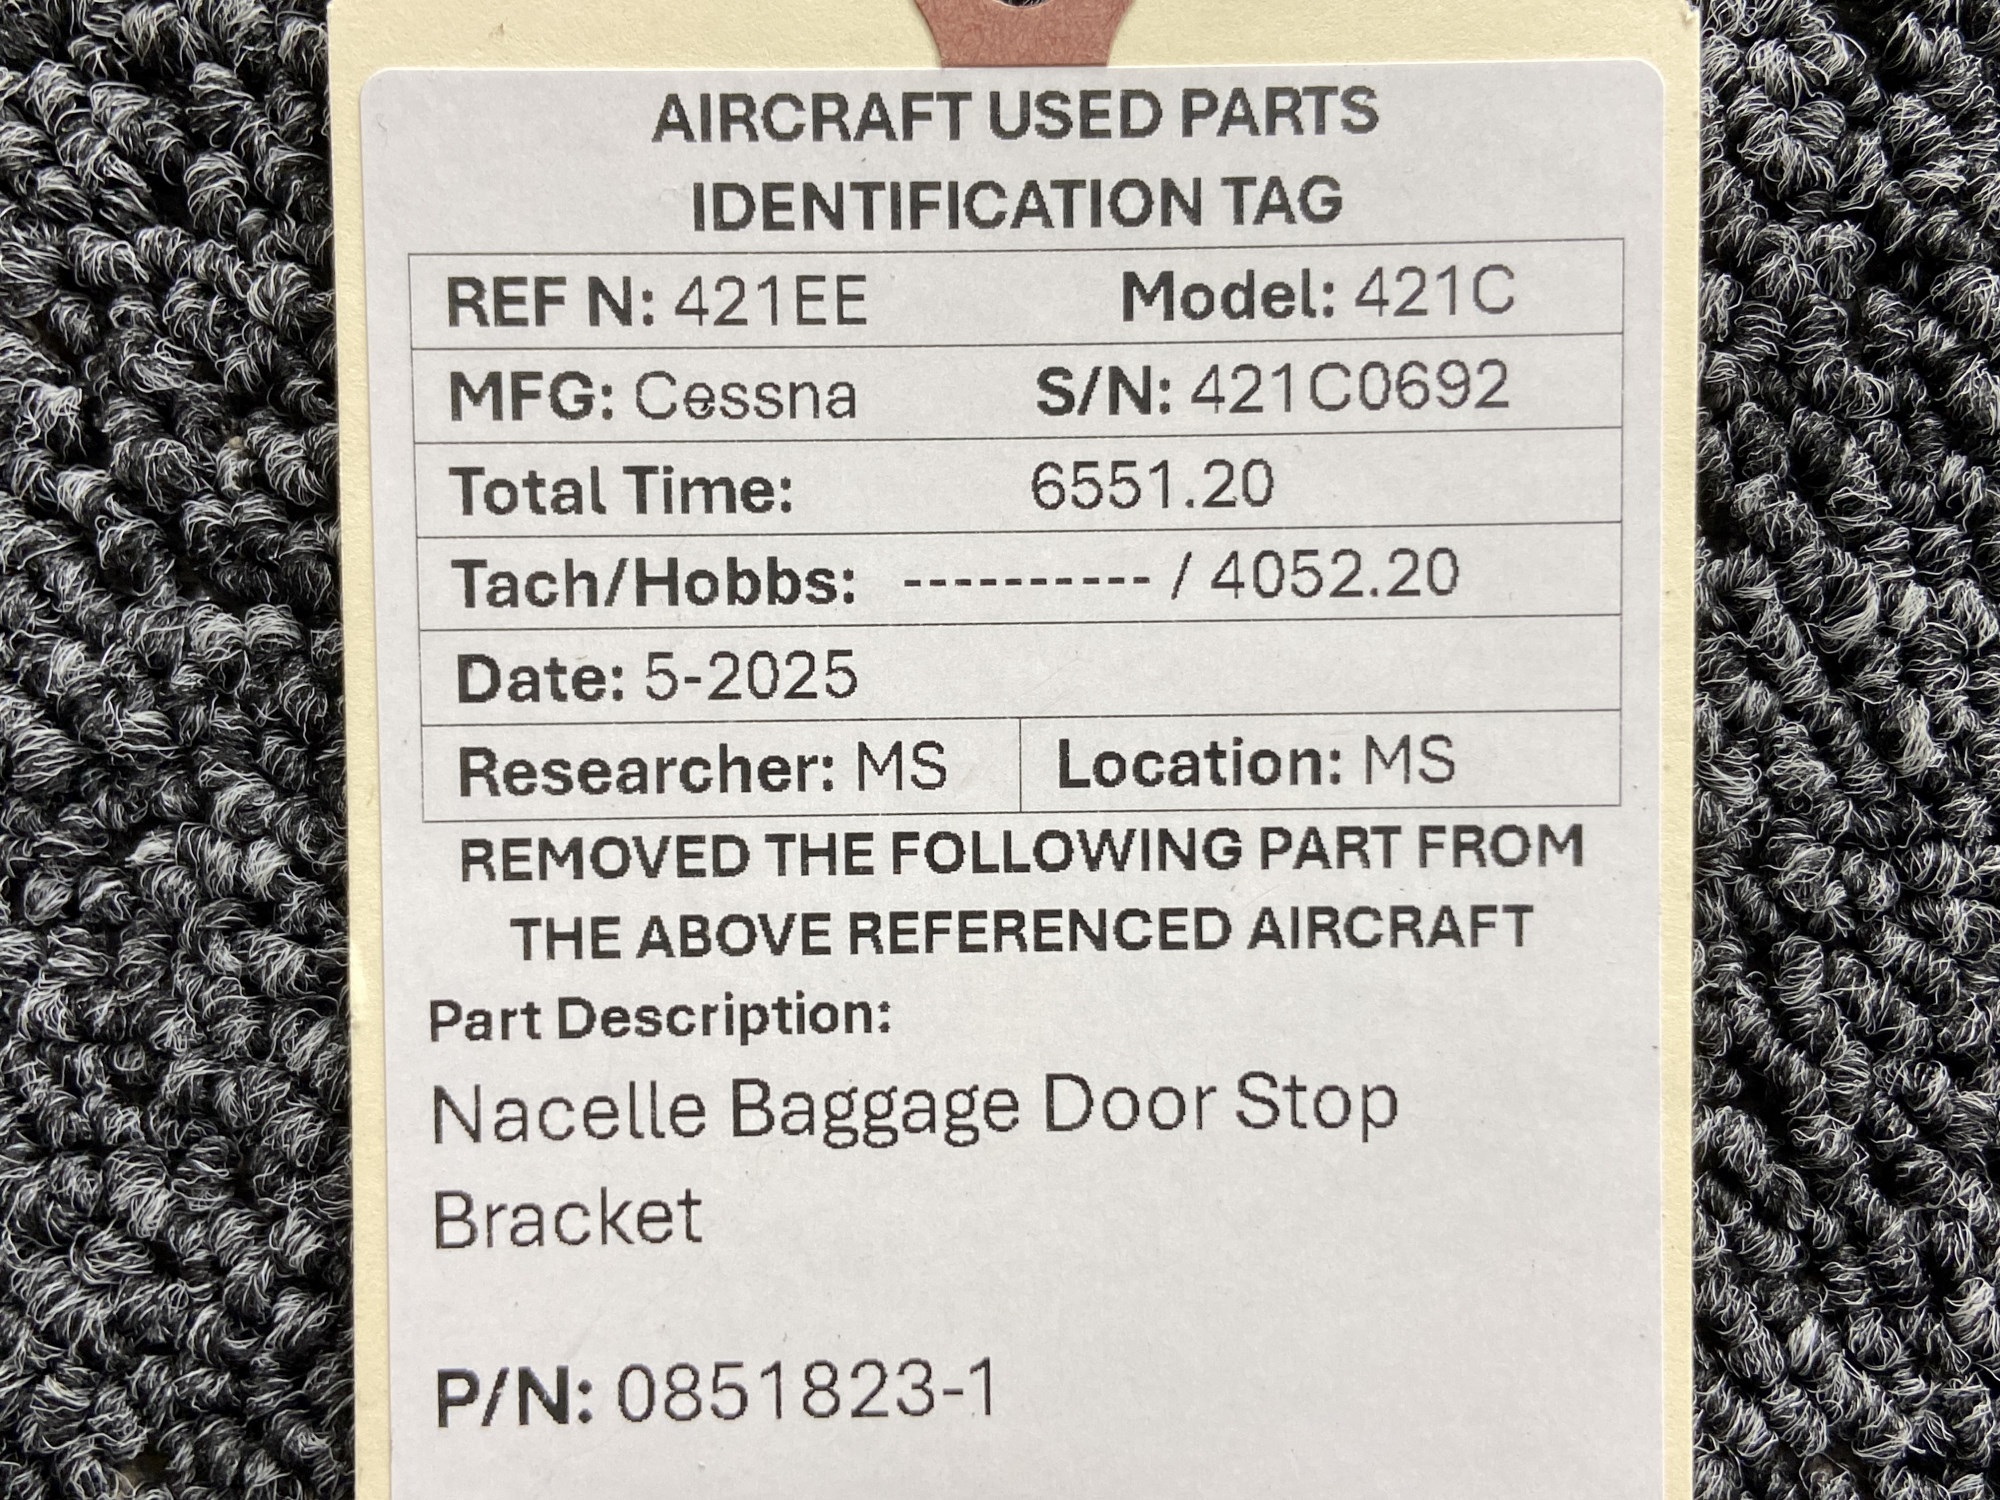 AIRCRAFT USED PARTS
IDENTIFICATION TAG
REF N: 421EE Model: 421C
MFG: Cessna S/N: 421C0692
Total Time: 6551.20
Tach/Hobbs: ---------- / 4052.20
Date: 5-2025
Researcher: MS Location: MS
REMOVED THE FOLLOWING PART FROM
THE ABOVE REFERENCED AIRCRAFT
Part Description:
Nacelle Baggage Door Stop
Bracket
P/N: 0851823-1